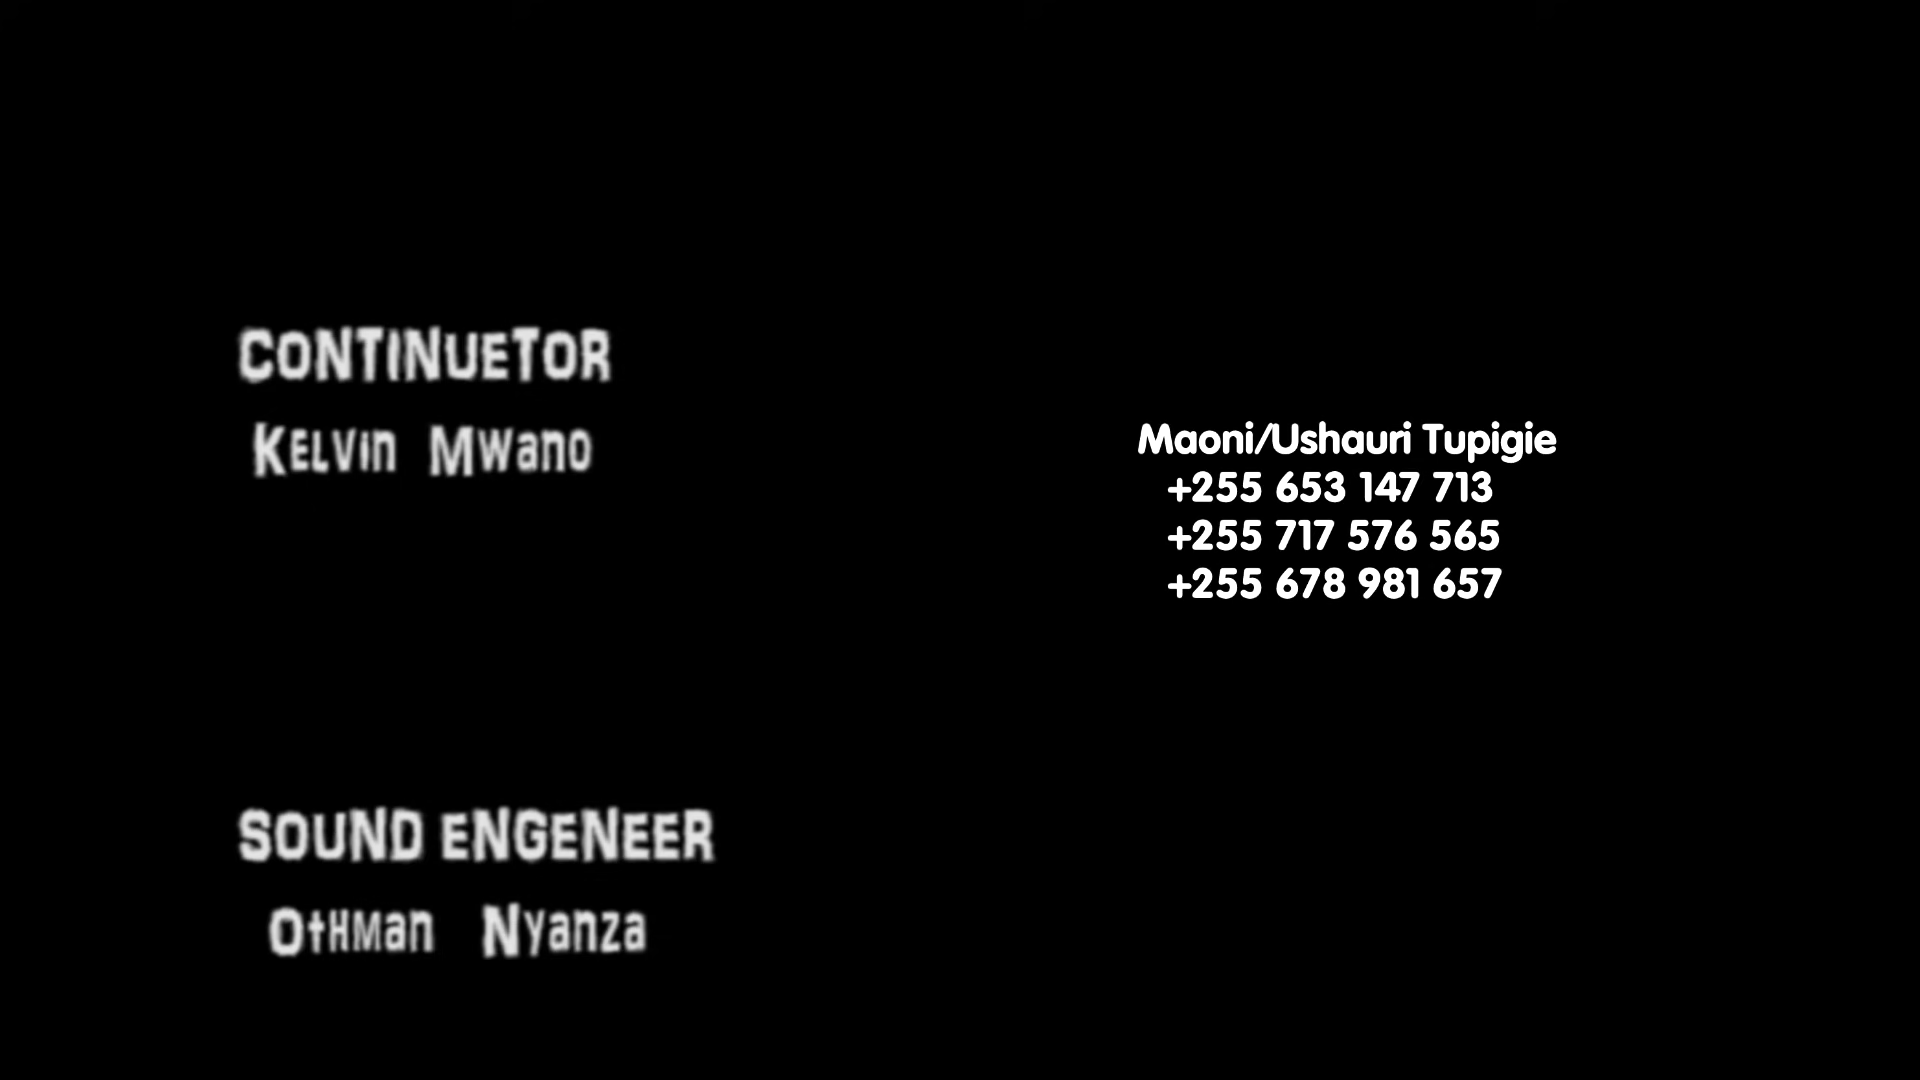 CONTINUETOR
Kelvin Mwano
Maoni/Ushauri Tupigie
+255 653 147 713
+255 717 576 565
+255 678 981 657
SOUND ENGENEER
Othman Nyanza